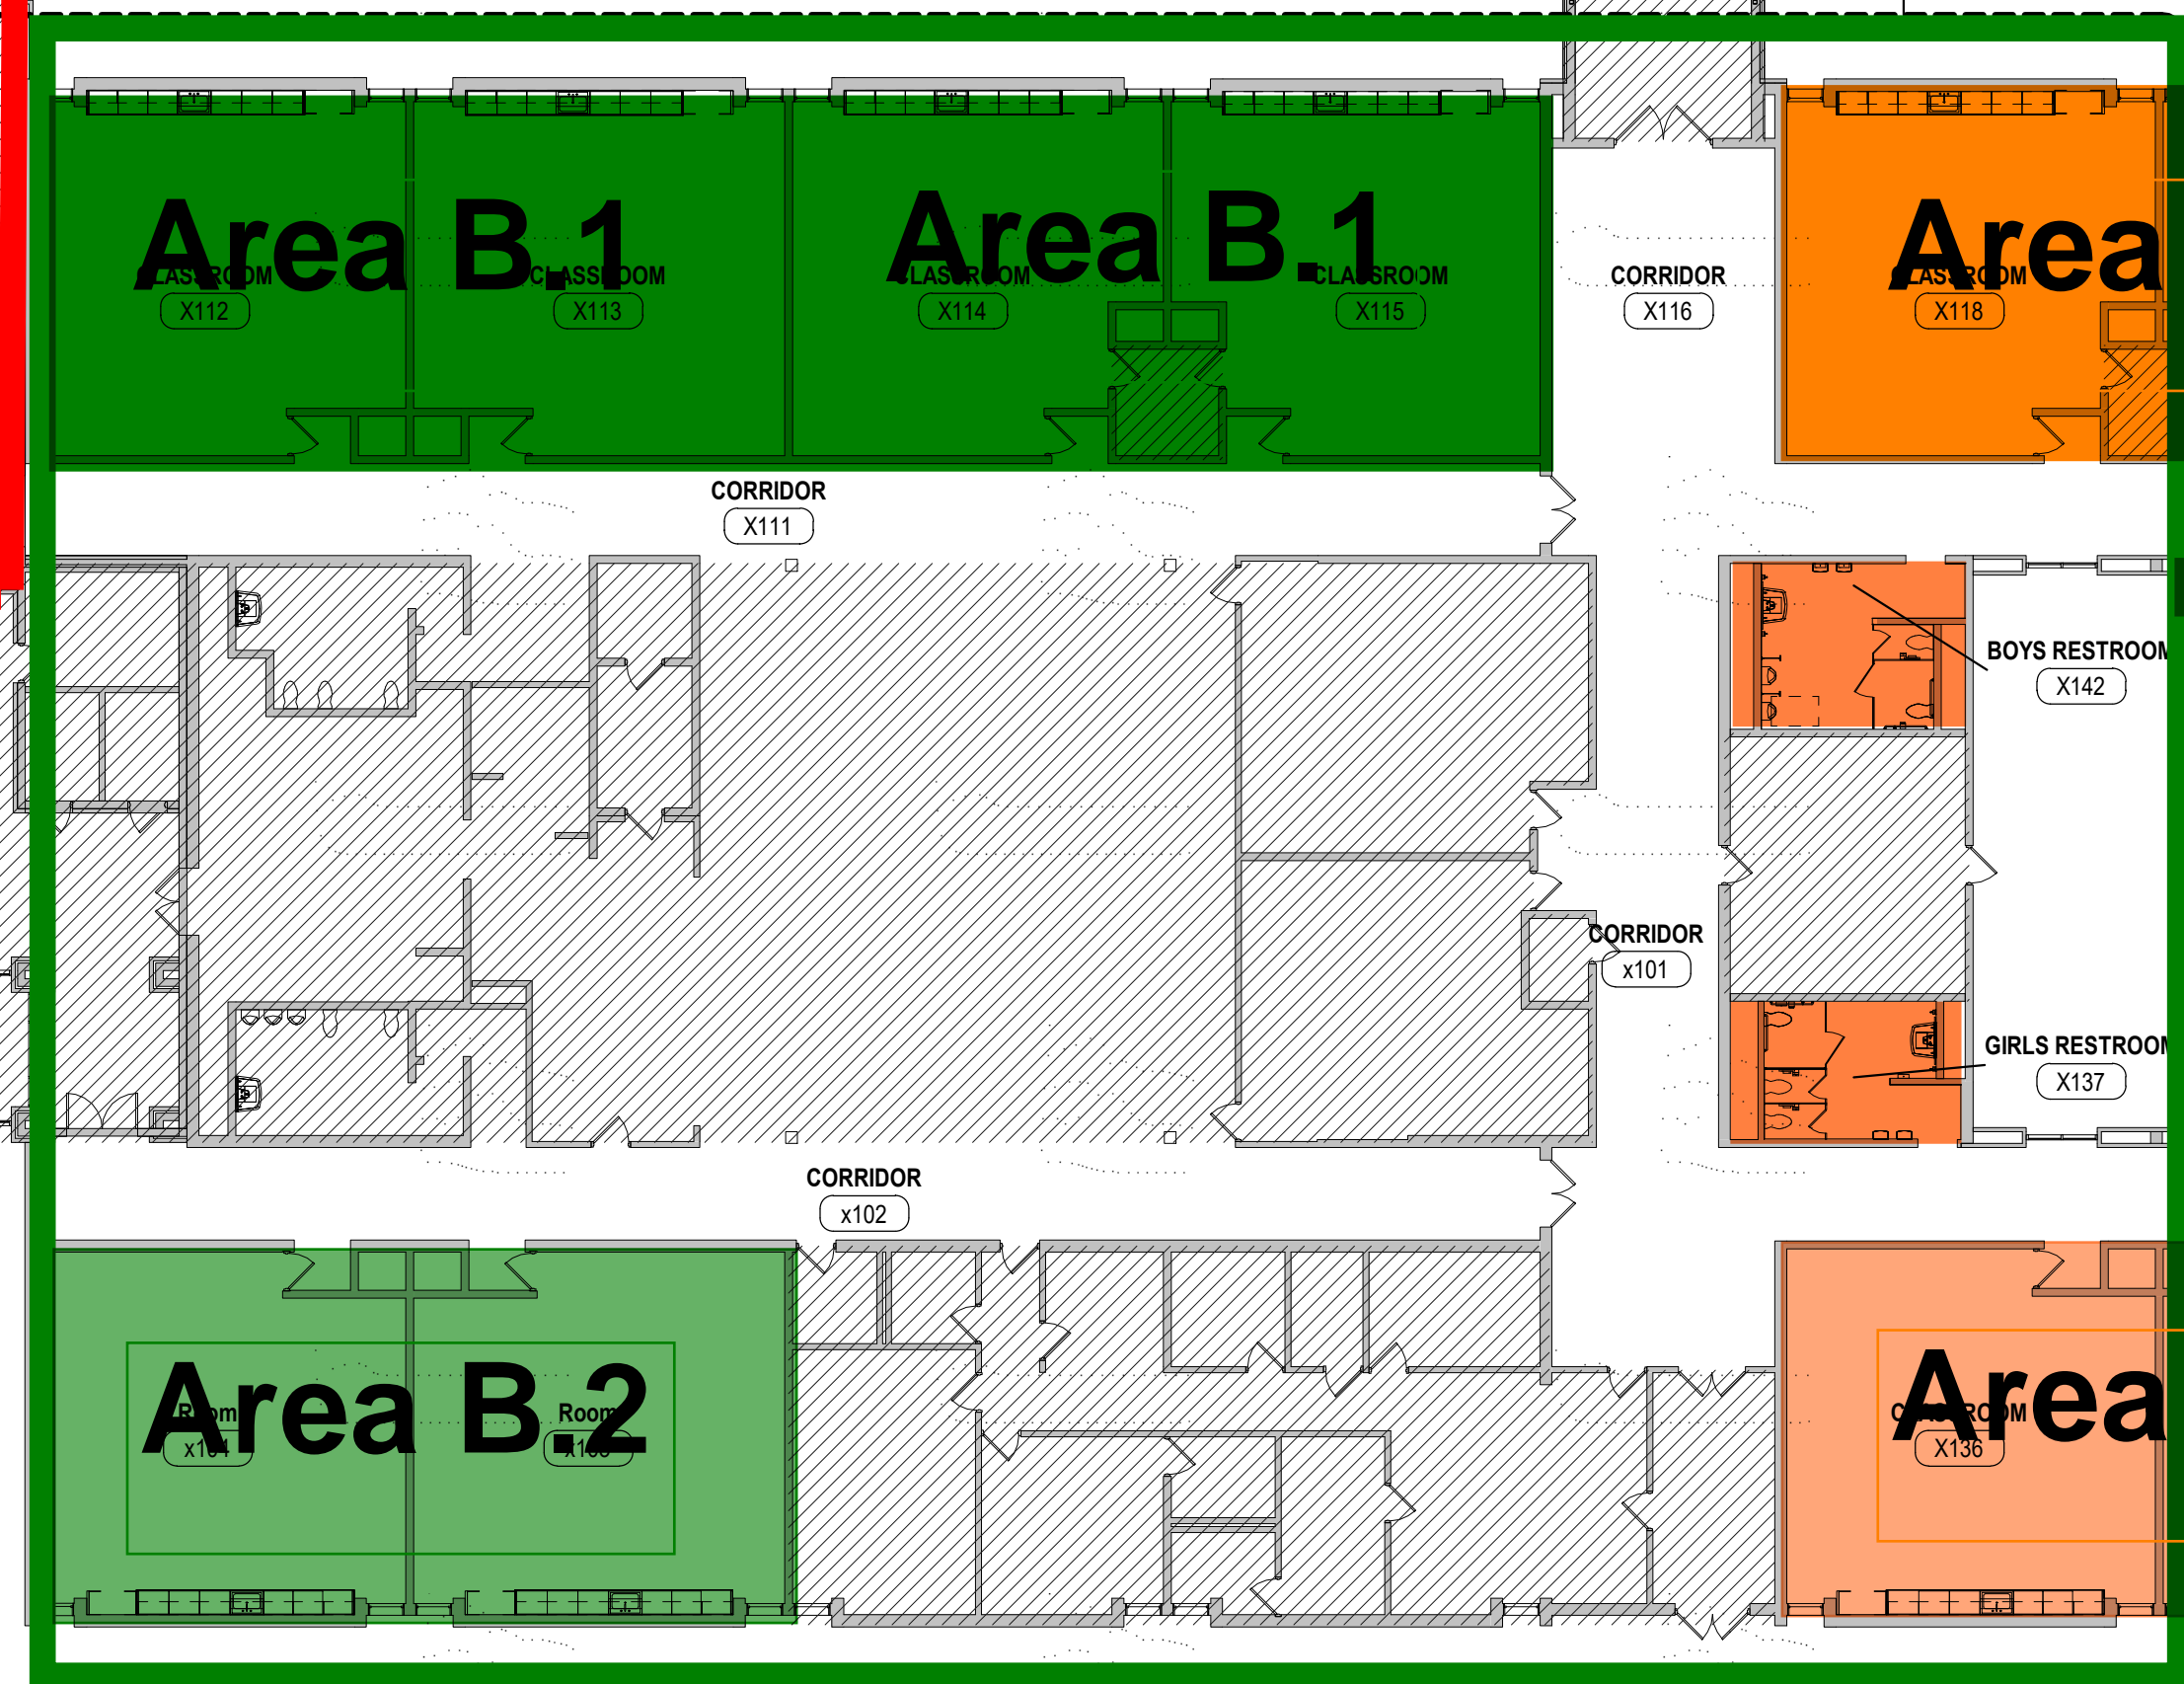 Area B.1
Area B.1
Area
CLASSROOM
CLASSROOM
CLASSROOM
CLASSROOM
CORRIDOR
CLASSROOM
X112
X113
X114
X115
X116
X118
CORRIDOR
X111
BOYS RESTROOM
X142
CORRIDOR
x101
GIRLS RESTROOM
X137
CORRIDOR
x102
Area B.2
Area
Room
Room
CLASSROOM
X136